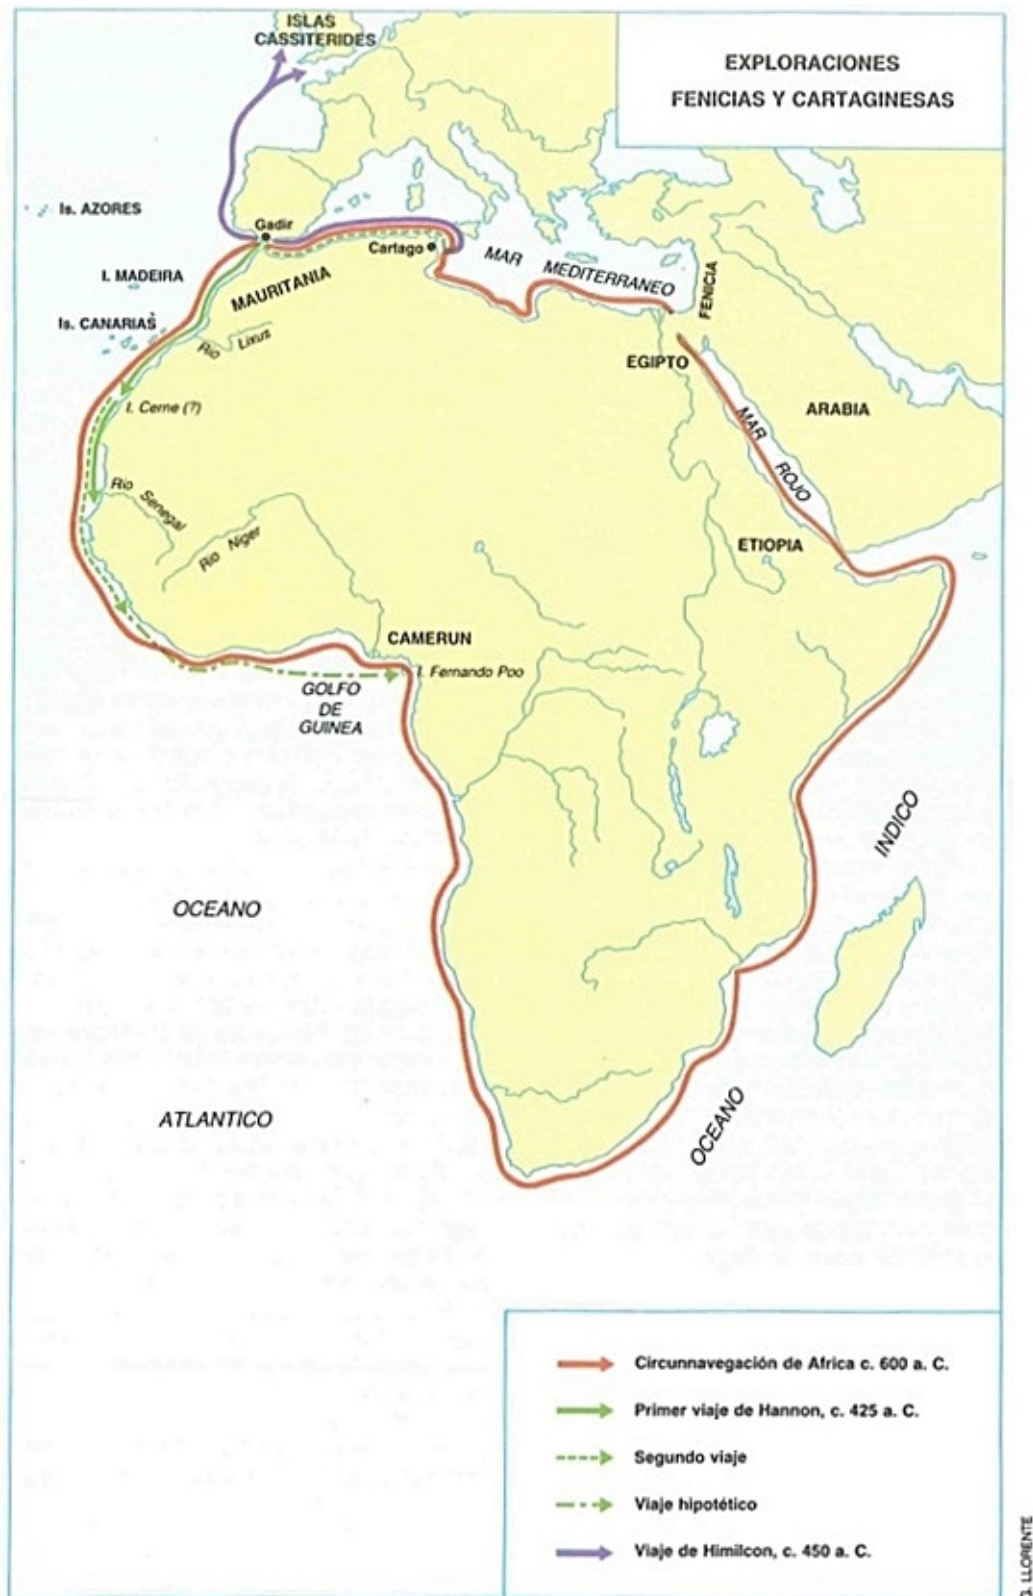 ISLAS
CASSITERIDES
EXPLORACIONES
FENICIAS Y CARTAGINESAS
Is. AZORES
Gadir
Cartago
MAR MEDITERRANEO
FENICIA
I. MADEIRA
MAURITANIA
Is. CANARIAS
Rio Lixus
EGIPTO
I. Cerne (?)
MAR ROJO
ARABIA
Rio Senegal
Rio Niger
ETIOPIA
CAMERUN
I. Fernando Poo
GOLFO
DE
GUINEA
INDICO
OCEANO
ATLANTICO
OCEANO
Circunnavegación de Africa c. 600 a. C.
Primer viaje de Hannon, c. 425 a. C.
Segundo viaje
Viaje hipotético
Viaje de Himilcon, c. 450 a. C.
G. LLORENTE